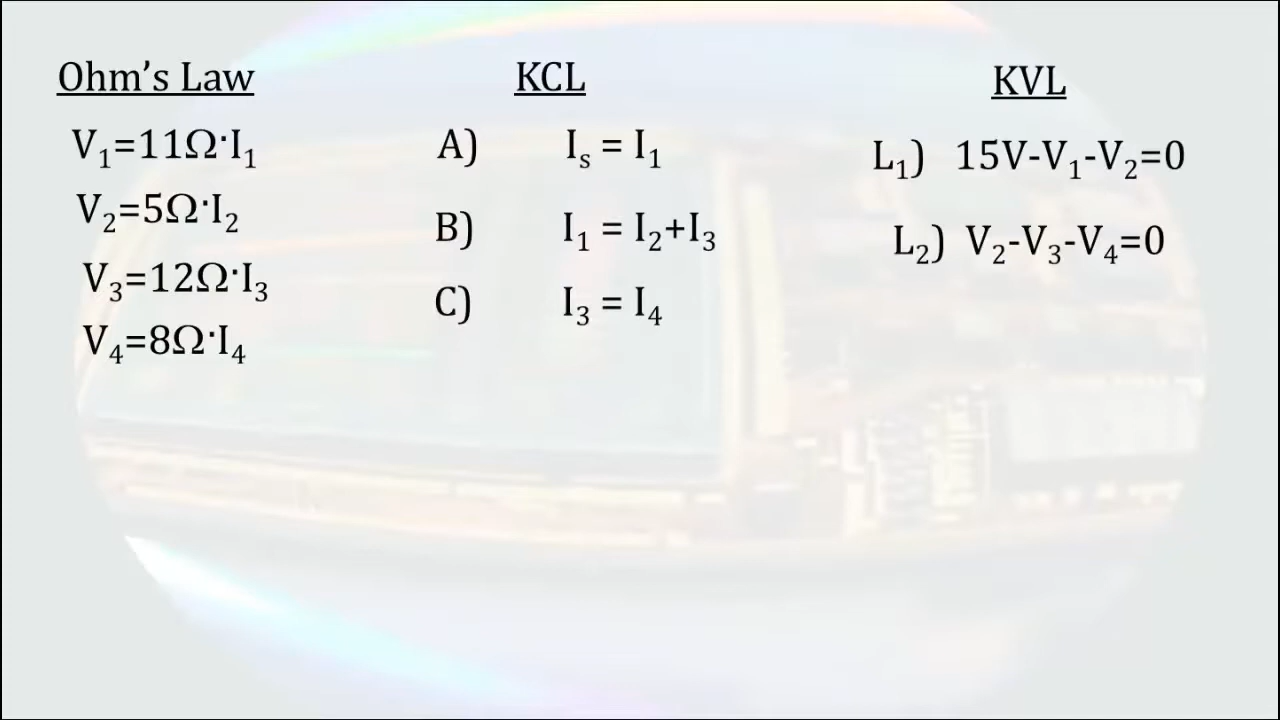 Ohm's Law
V₁=11Ω·I₁
V₂=5Ω·I₂
V₃=12Ω·I₃
V₄=8Ω·I₄
KCL
A) Iₛ = I₁
B) I₁ = I₂+I₃
C) I₃ = I₄
KVL
L₁) 15V-V₁-V₂=0
L₂) V₂-V₃-V₄=0